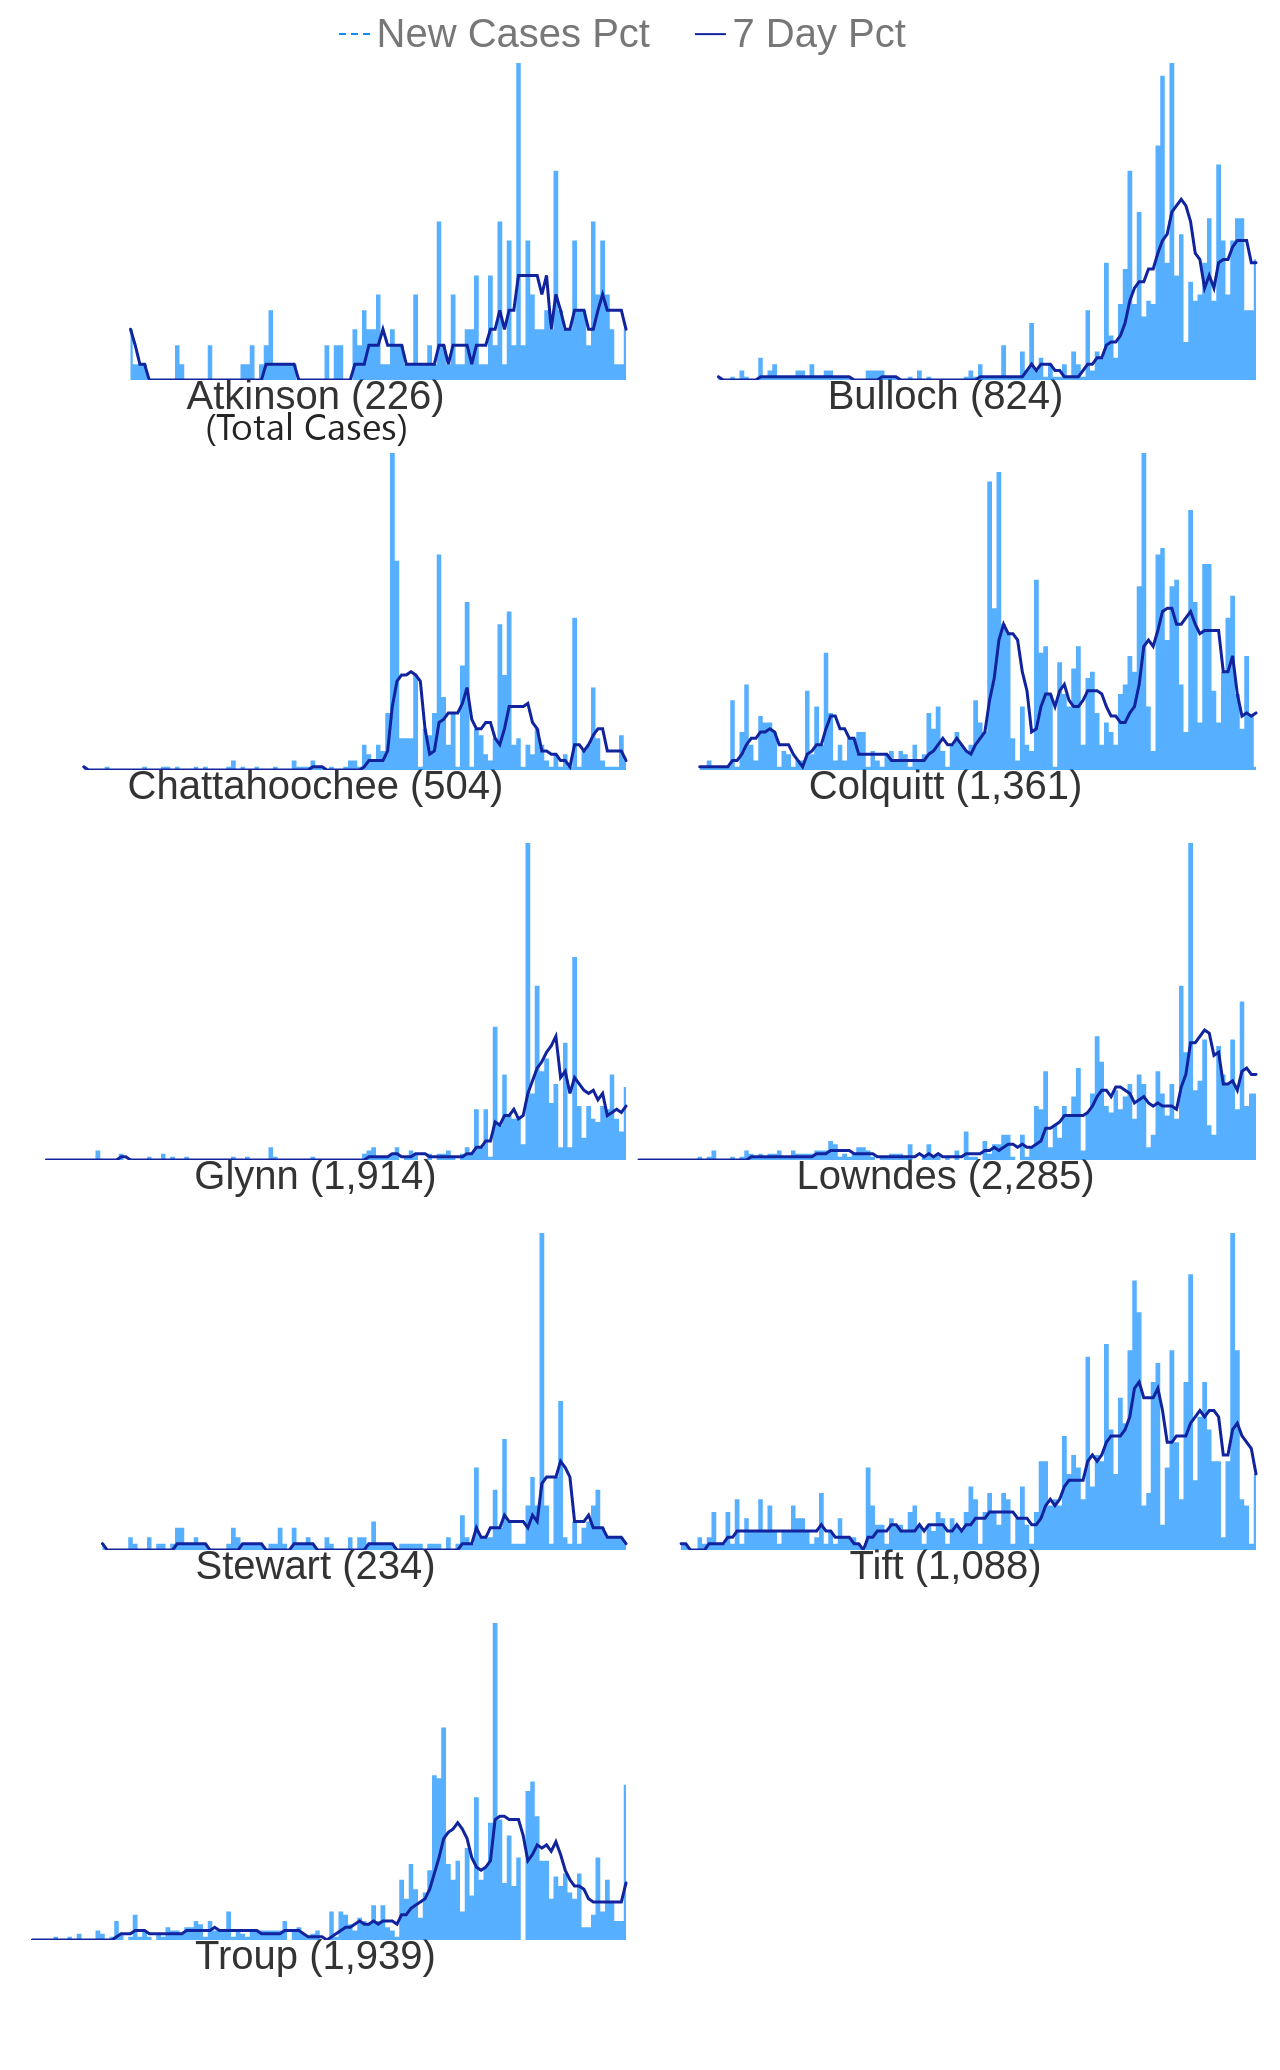 New Cases Pct 7 Day Pct
Atkinson (226) Bulloch (824)
(Total Cases)
Chattahoochee (504) Colquitt (1,361)
Glynn (1,914) Lowndes (2,285)
Stewart (234) Tift (1,088)
Troup (1,939)